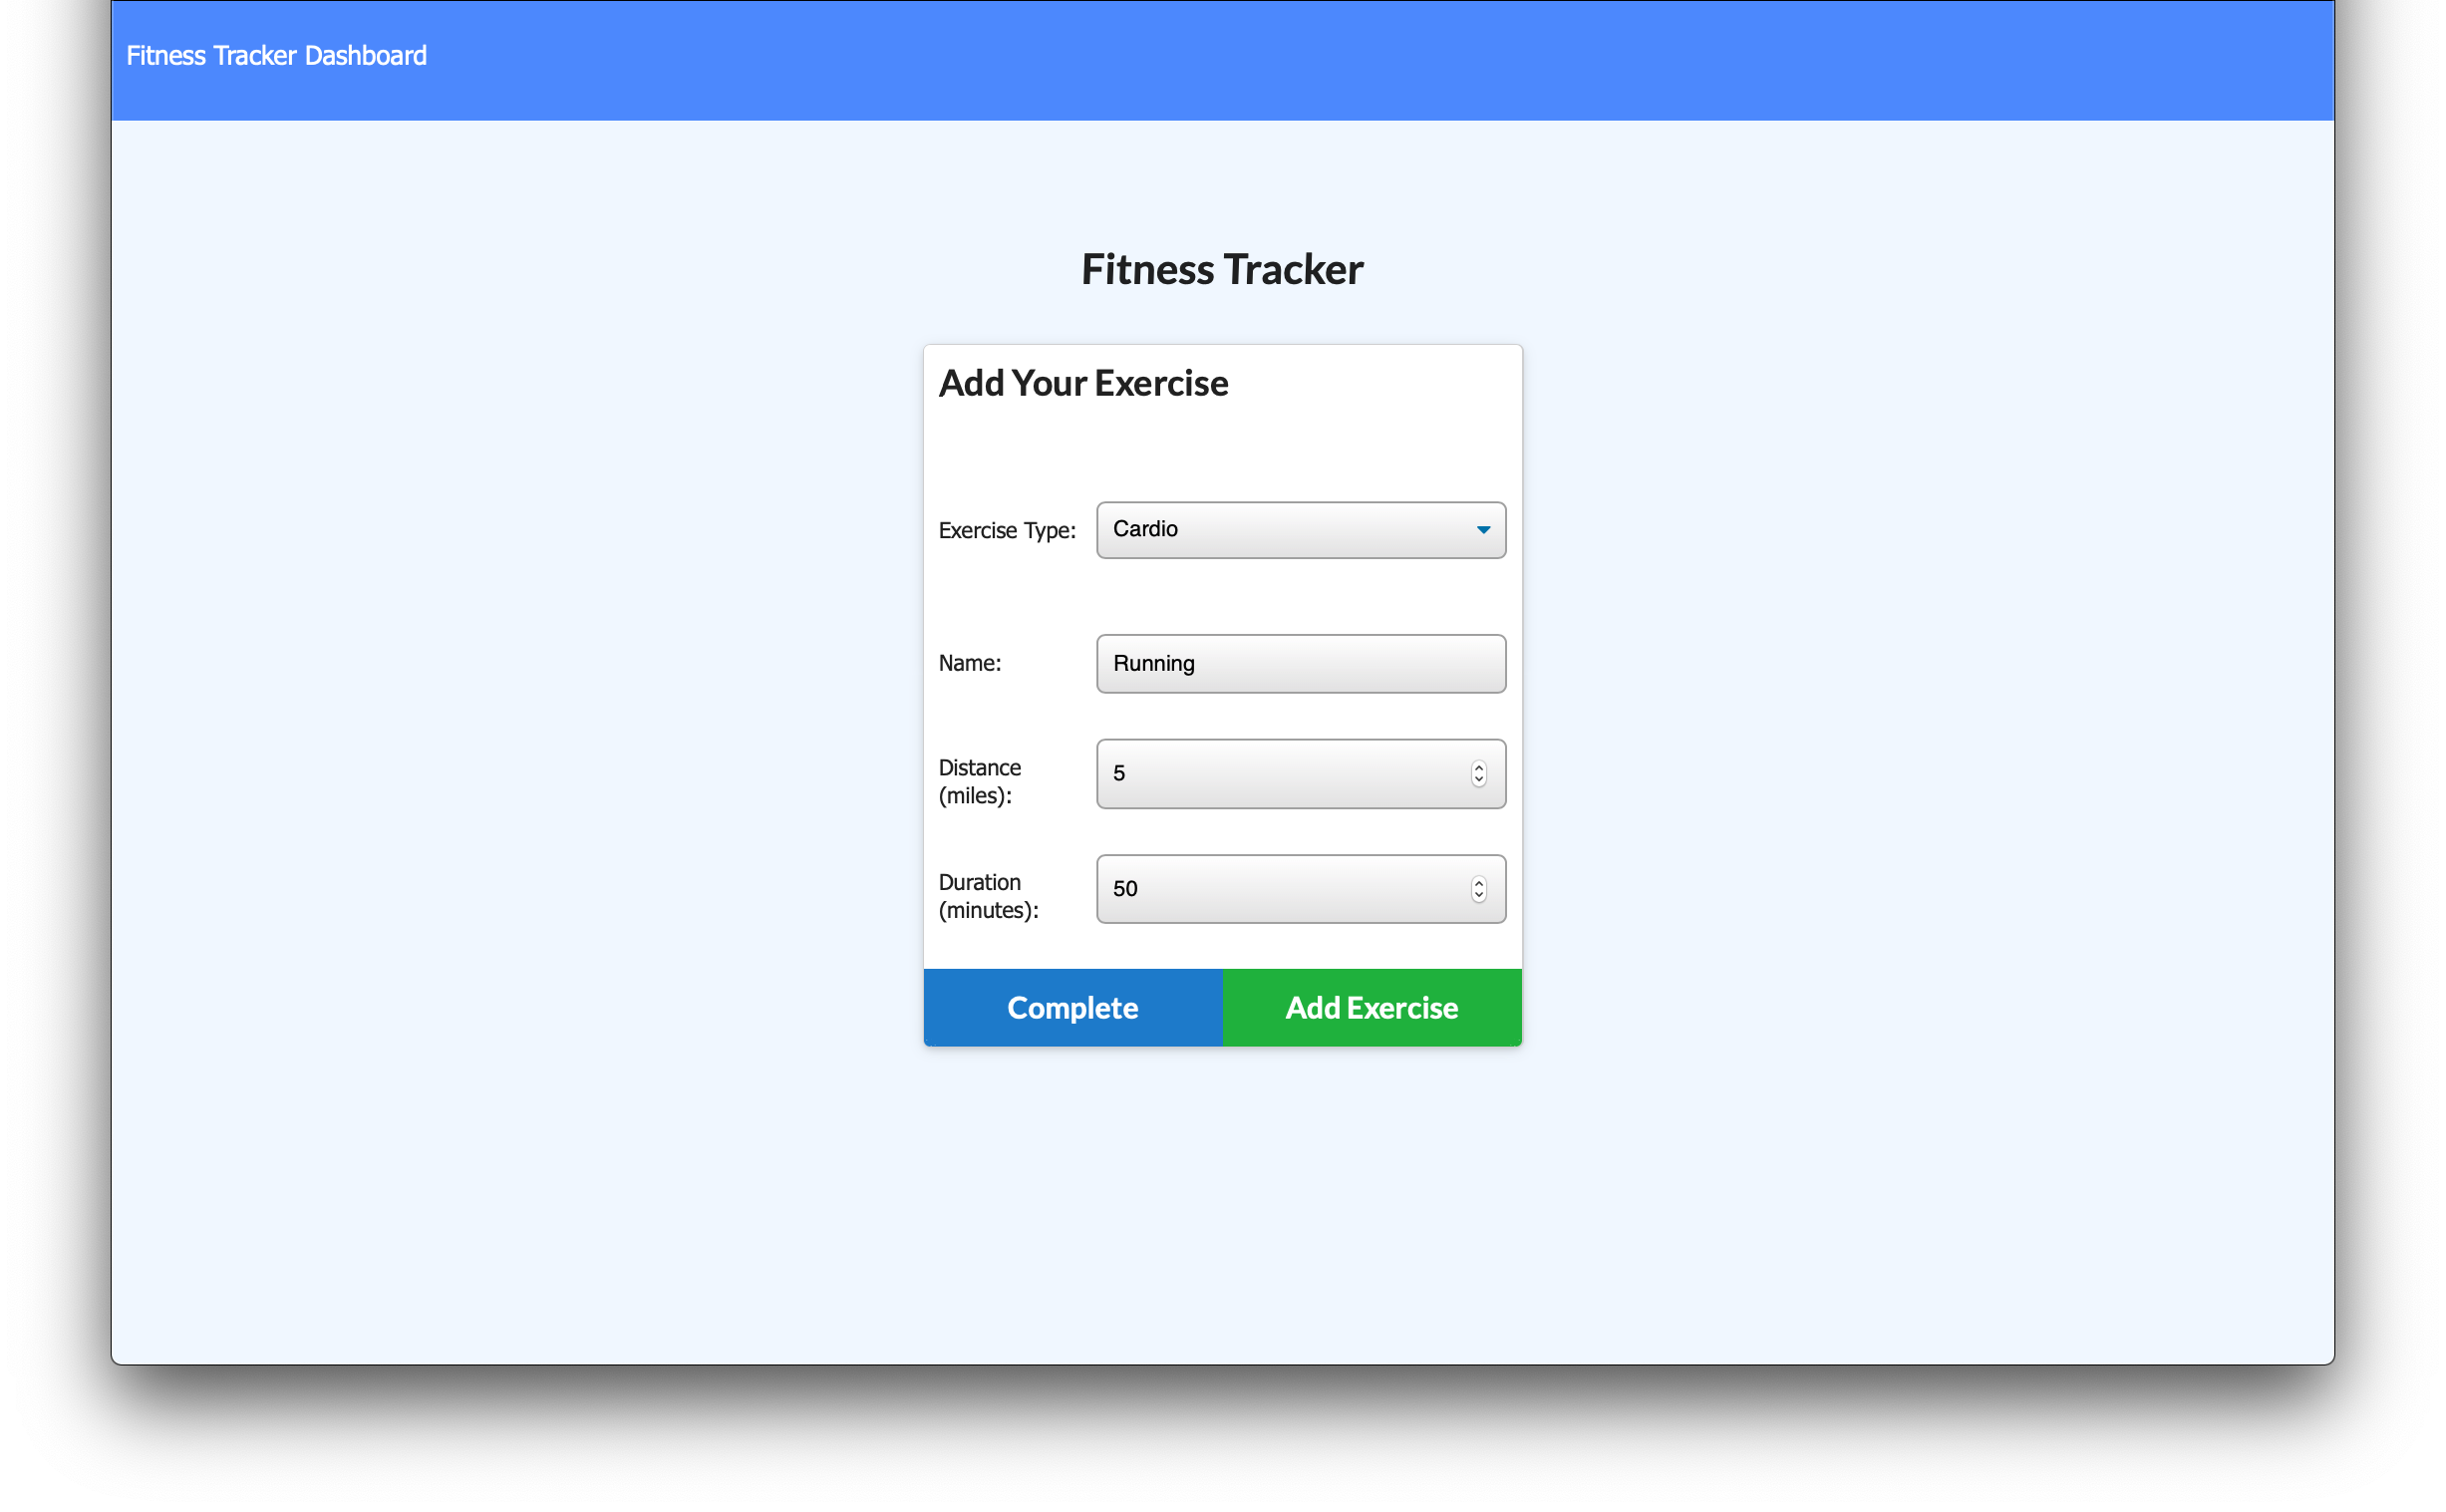 Fitness Tracker Dashboard
Fitness Tracker
Add Your Exercise
Exercise Type: Cardio
Name: Running
Distance
(miles): 5
Duration
(minutes): 50
Complete Add Exercise